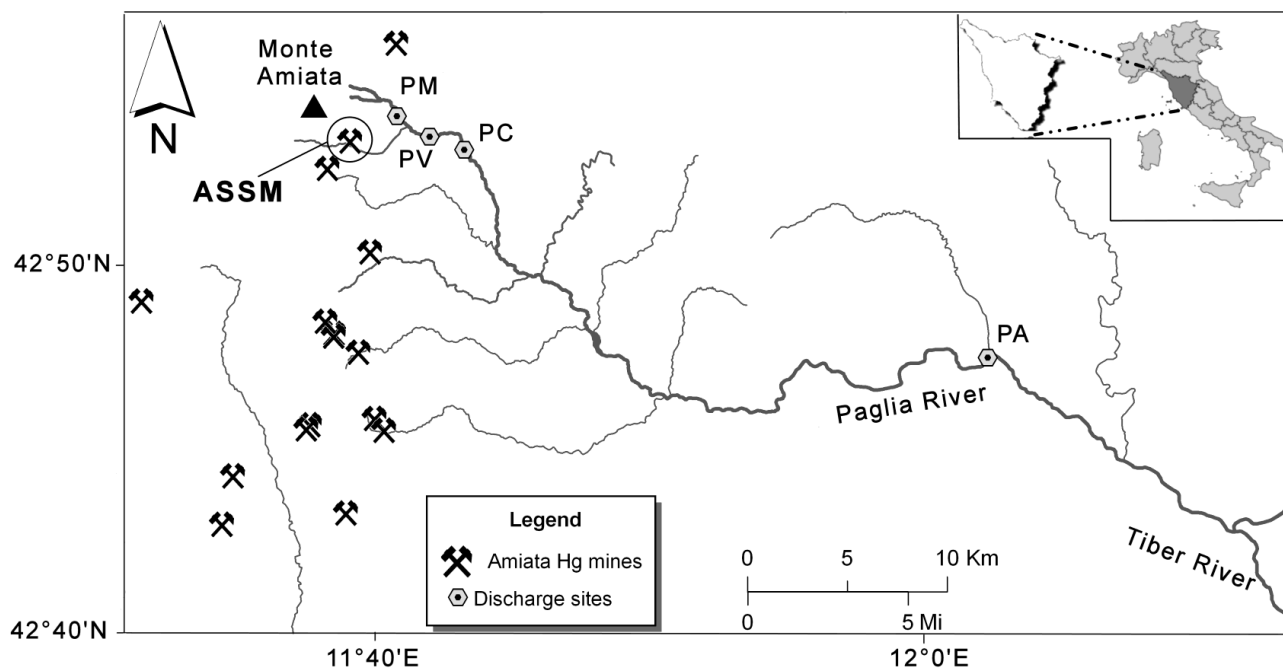 Monte
Amiata
PM
PV
PC
N
ASSM
42°50'N
PA
Paglia River
Tiber River
Legend
Amiata Hg mines
Discharge sites
0 5 10 Km
0 5 Mi
42°40'N
11°40'E
12°0'E